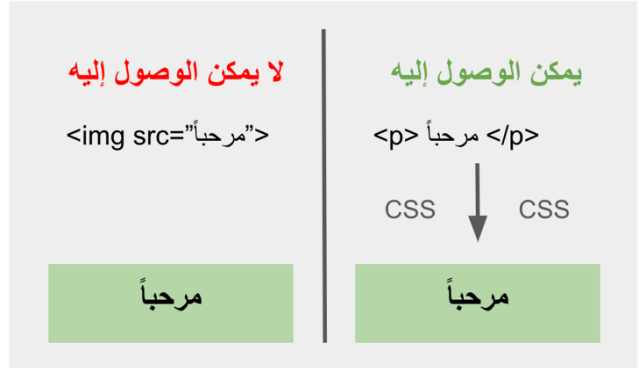 يمكن الوصول إليه
<p> مرحباً </p>
CSS
CSS
مرحباً
لا يمكن الوصول إليه
<img src=”مرحباً”>
مرحباً